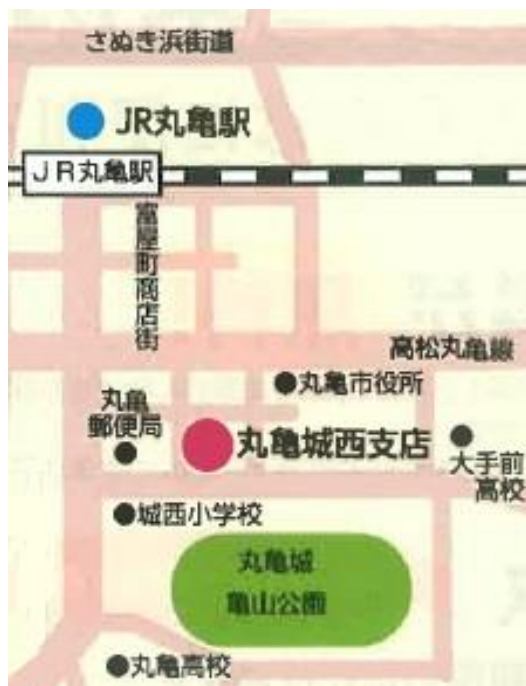 さぬき浜街道
JR丸亀駅
JR丸亀駅
富屋町商店街
高松丸亀線
丸亀市役所
丸亀
郵便局
丸亀城西支店
大手前
高校
城西小学校
丸亀城
亀山公園
丸亀高校